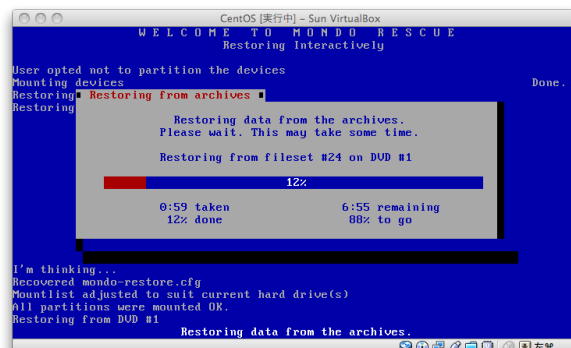 CentOS [実行中] - Sun VirtualBox
WELCOME TO MONDO RESCUE
Restoring Interactively
User opted not to partition the devices
Mounting devices Done.
Restoring
Restoring from archives
Restoring
Restoring data from the archives.
Please wait. This may take some time.
Restoring from fileset #24 on DVD #1
12%
0:59 taken 6:55 remaining
12% done 88% to go
I'm thinking...
Recovered mondo-restore.cfg
Mountlist adjusted to suit current hard drive(s)
All partitions were mounted OK.
Restoring from DVD #1
Restoring data from the archives.